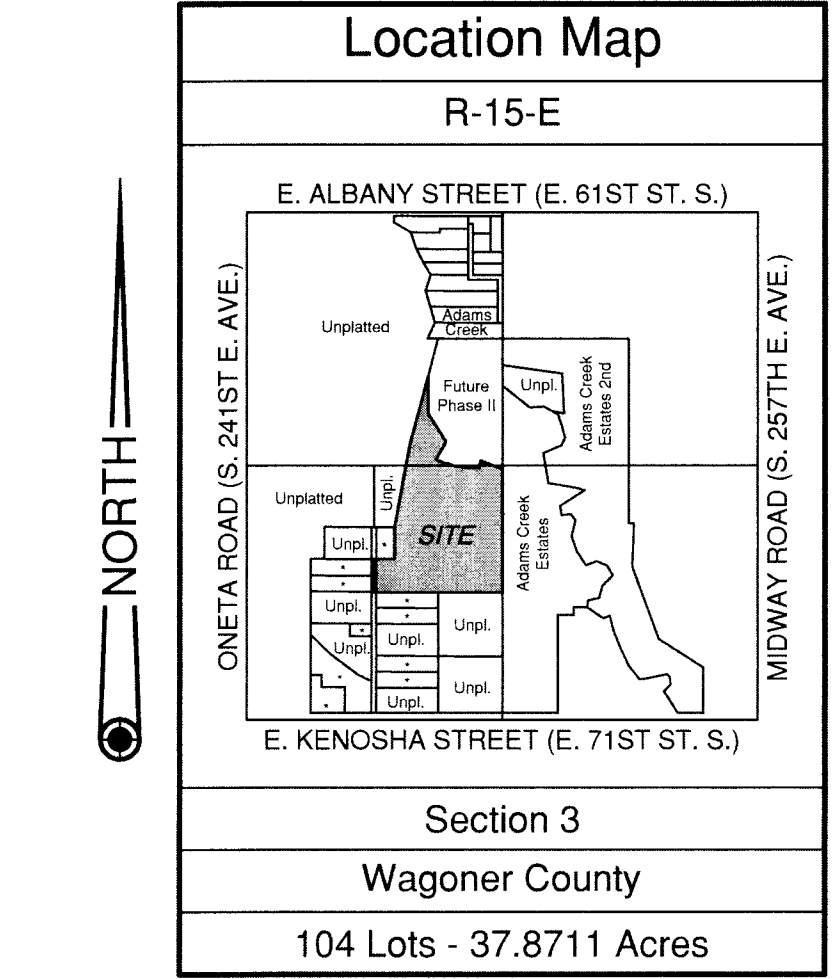 Location Map
R-15-E
E. ALBANY STREET (E. 61ST ST. S.)
ONETA ROAD (S. 241ST E. AVE.)
MIDWAY ROAD (S. 257TH E. AVE.)
NORTH
Adams
Creek
Unplatted
Future
Phase II
Unpl.
Adams Creek
Estates 2nd
Unplatted
Unpl.
SITE
Adams Creek
Estates
Unpl.
*
*
*
Unpl.
*
*
Unpl.
*
Unpl.
Unpl.
*
*
*
Unpl.
*
Unpl.
E. KENOSHA STREET (E. 71ST ST. S.)
Section 3
Wagoner County
104 Lots - 37.8711 Acres